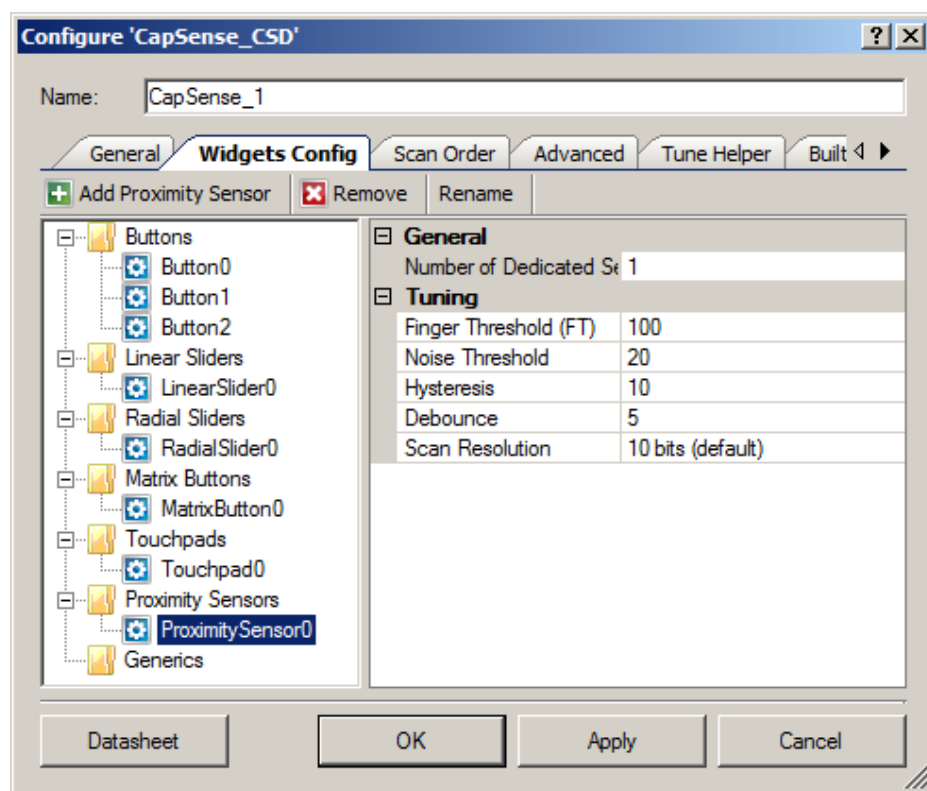 Configure 'CapSense_CSD'
Name: CapSense_1
General Widgets Config Scan Order Advanced Tune Helper Built
Add Proximity Sensor Remove Rename
Buttons
Button0
Button1
Button2
Linear Sliders
LinearSlider0
Radial Sliders
RadialSlider0
Matrix Buttons
MatrixButton0
Touchpads
Touchpad0
Proximity Sensors
ProximitySensor0
Generics
General
Number of Dedicated Se 1
Tuning
Finger Threshold (FT) 100
Noise Threshold 20
Hysteresis 10
Debounce 5
Scan Resolution 10 bits (default)
Datasheet OK Apply Cancel